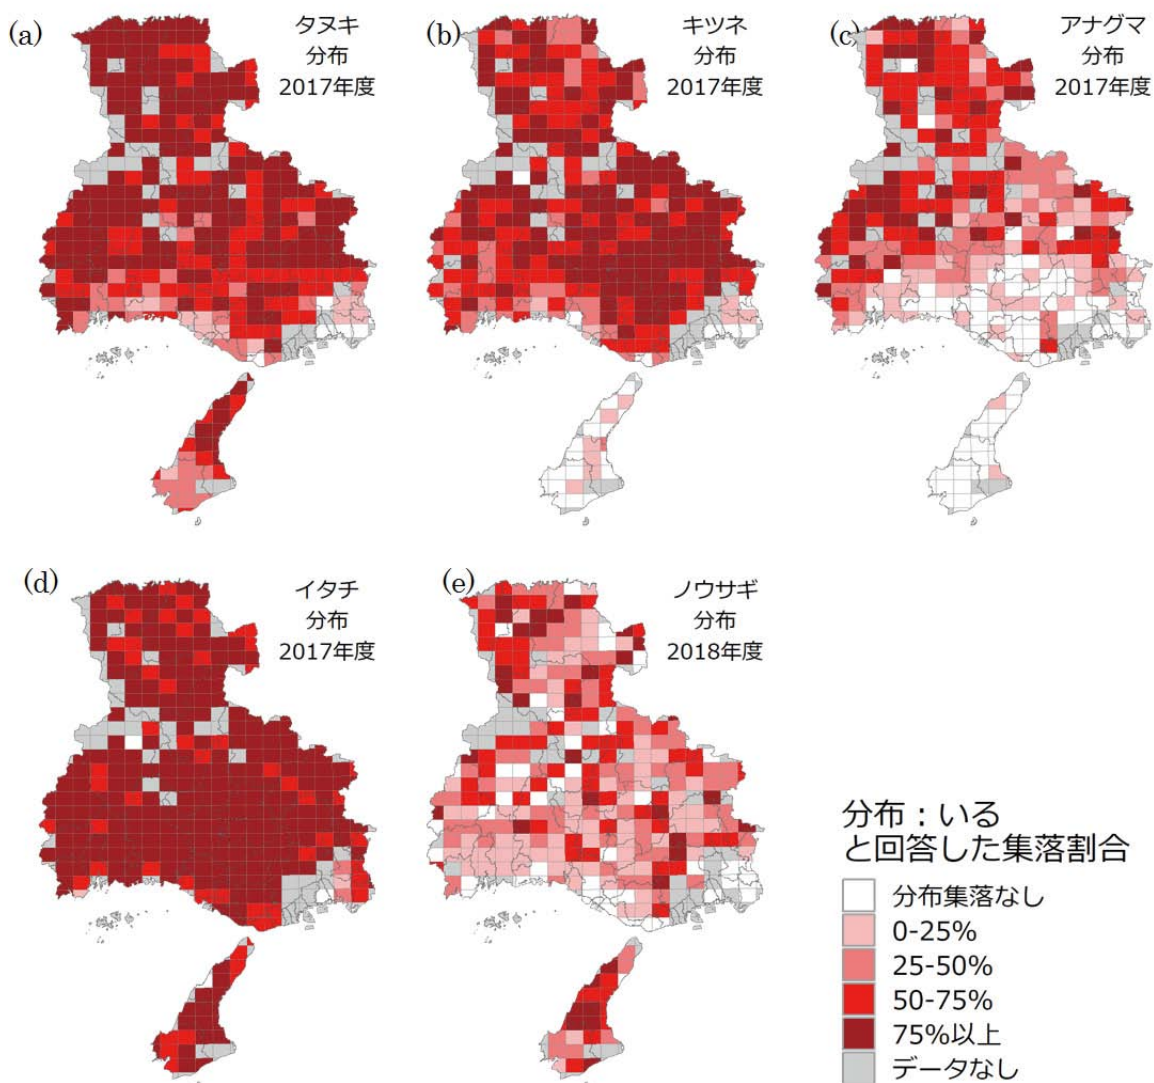 (a)
タヌキ
分布
2017年度
(b)
キツネ
分布
2017年度
(c)
アナグマ
分布
2017年度
(d)
イタチ
分布
2017年度
(e)
ノウサギ
分布
2018年度
分布：いる
と回答した集落割合
分布集落なし
0-25%
25-50%
50-75%
75%以上
データなし